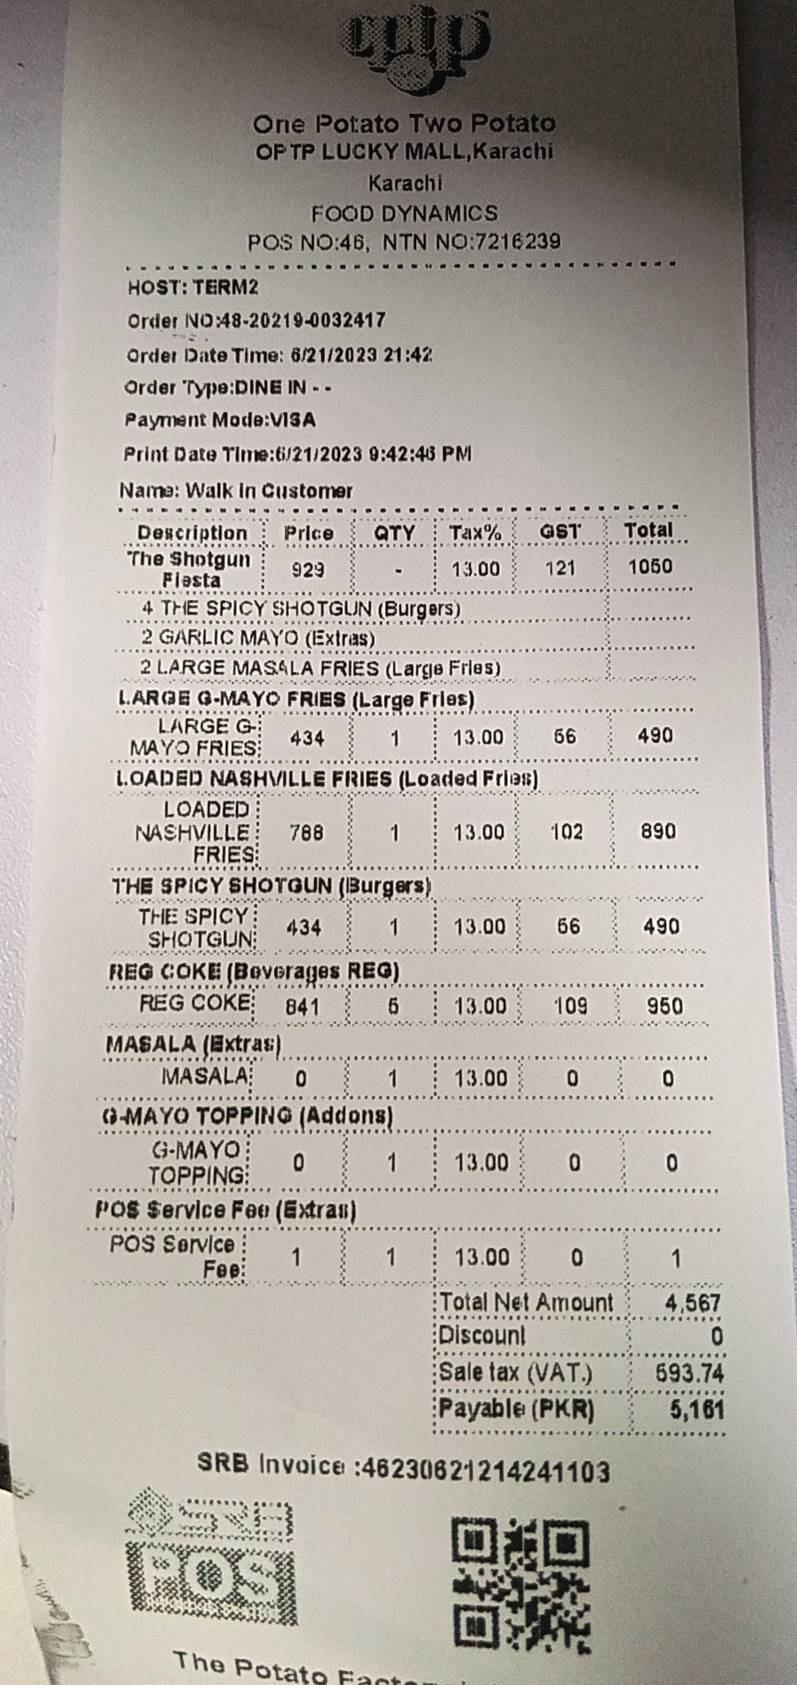 optp
One Potato Two Potato
OPTP LUCKY MALL,Karachi
Karachi
FOOD DYNAMICS
POS NO:46, NTN NO:7216239
HOST: TERM2
Order NO:48-20219-0032417
Order Date Time: 6/21/2023 21:42
Order Type:DINE IN - -
Payment Mode:VISA
Print Date Time:6/21/2023 9:42:46 PM
Name: Walk in Customer
Description Price QTY Tax% GST Total
The Shotgun Fiesta 929 - 13.00 121 1050
4 THE SPICY SHOTGUN (Burgers)
2 GARLIC MAYO (Extras)
2 LARGE MASALA FRIES (Large Fries)
LARGE G-MAYO FRIES (Large Fries)
LARGE G-MAYO FRIES 434 1 13.00 56 490
LOADED NASHVILLE FRIES (Loaded Fries)
LOADED NASHVILLE FRIES 788 1 13.00 102 890
THE SPICY SHOTGUN (Burgers)
THE SPICY SHOTGUN 434 1 13.00 56 490
REG COKE (Beverages REG)
REG COKE 841 5 13.00 109 950
MASALA (Extras)
MASALA 0 1 13.00 0 0
G-MAYO TOPPING (Addons)
G-MAYO TOPPING 0 1 13.00 0 0
POS Service Fee (Extras)
POS Service Fee 1 1 13.00 0 1
Total Net Amount 4,567
Discount 0
Sale tax (VAT.) 593.74
Payable (PKR) 5,161
SRB Invoice :46230621214241103
SRB
POS
The Potato